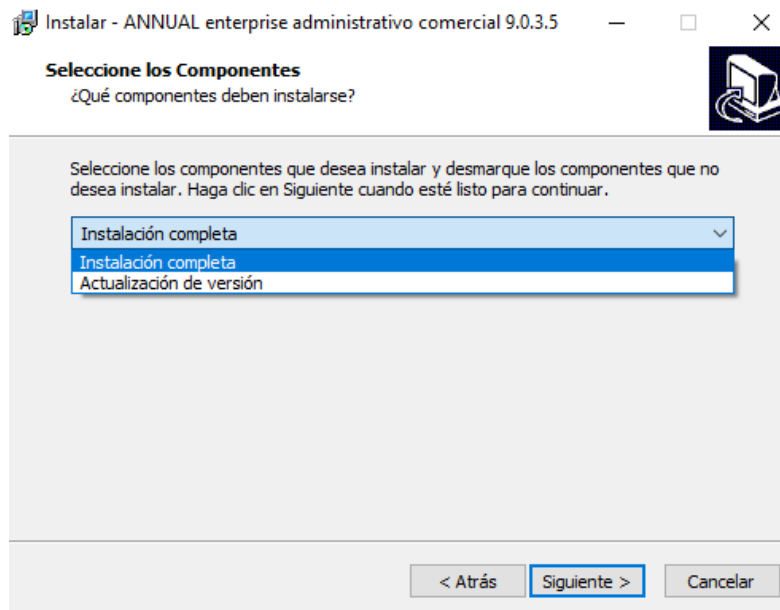 Instalar - ANNUAL enterprise administrativo comercial 9.0.3.5
Seleccione los Componentes
¿Qué componentes deben instalarse?
Seleccione los componentes que desea instalar y desmarque los componentes que no
desea instalar. Haga clic en Siguiente cuando esté listo para continuar.
Instalación completa
Instalación completa
Actualización de versión
< Atrás
Siguiente >
Cancelar